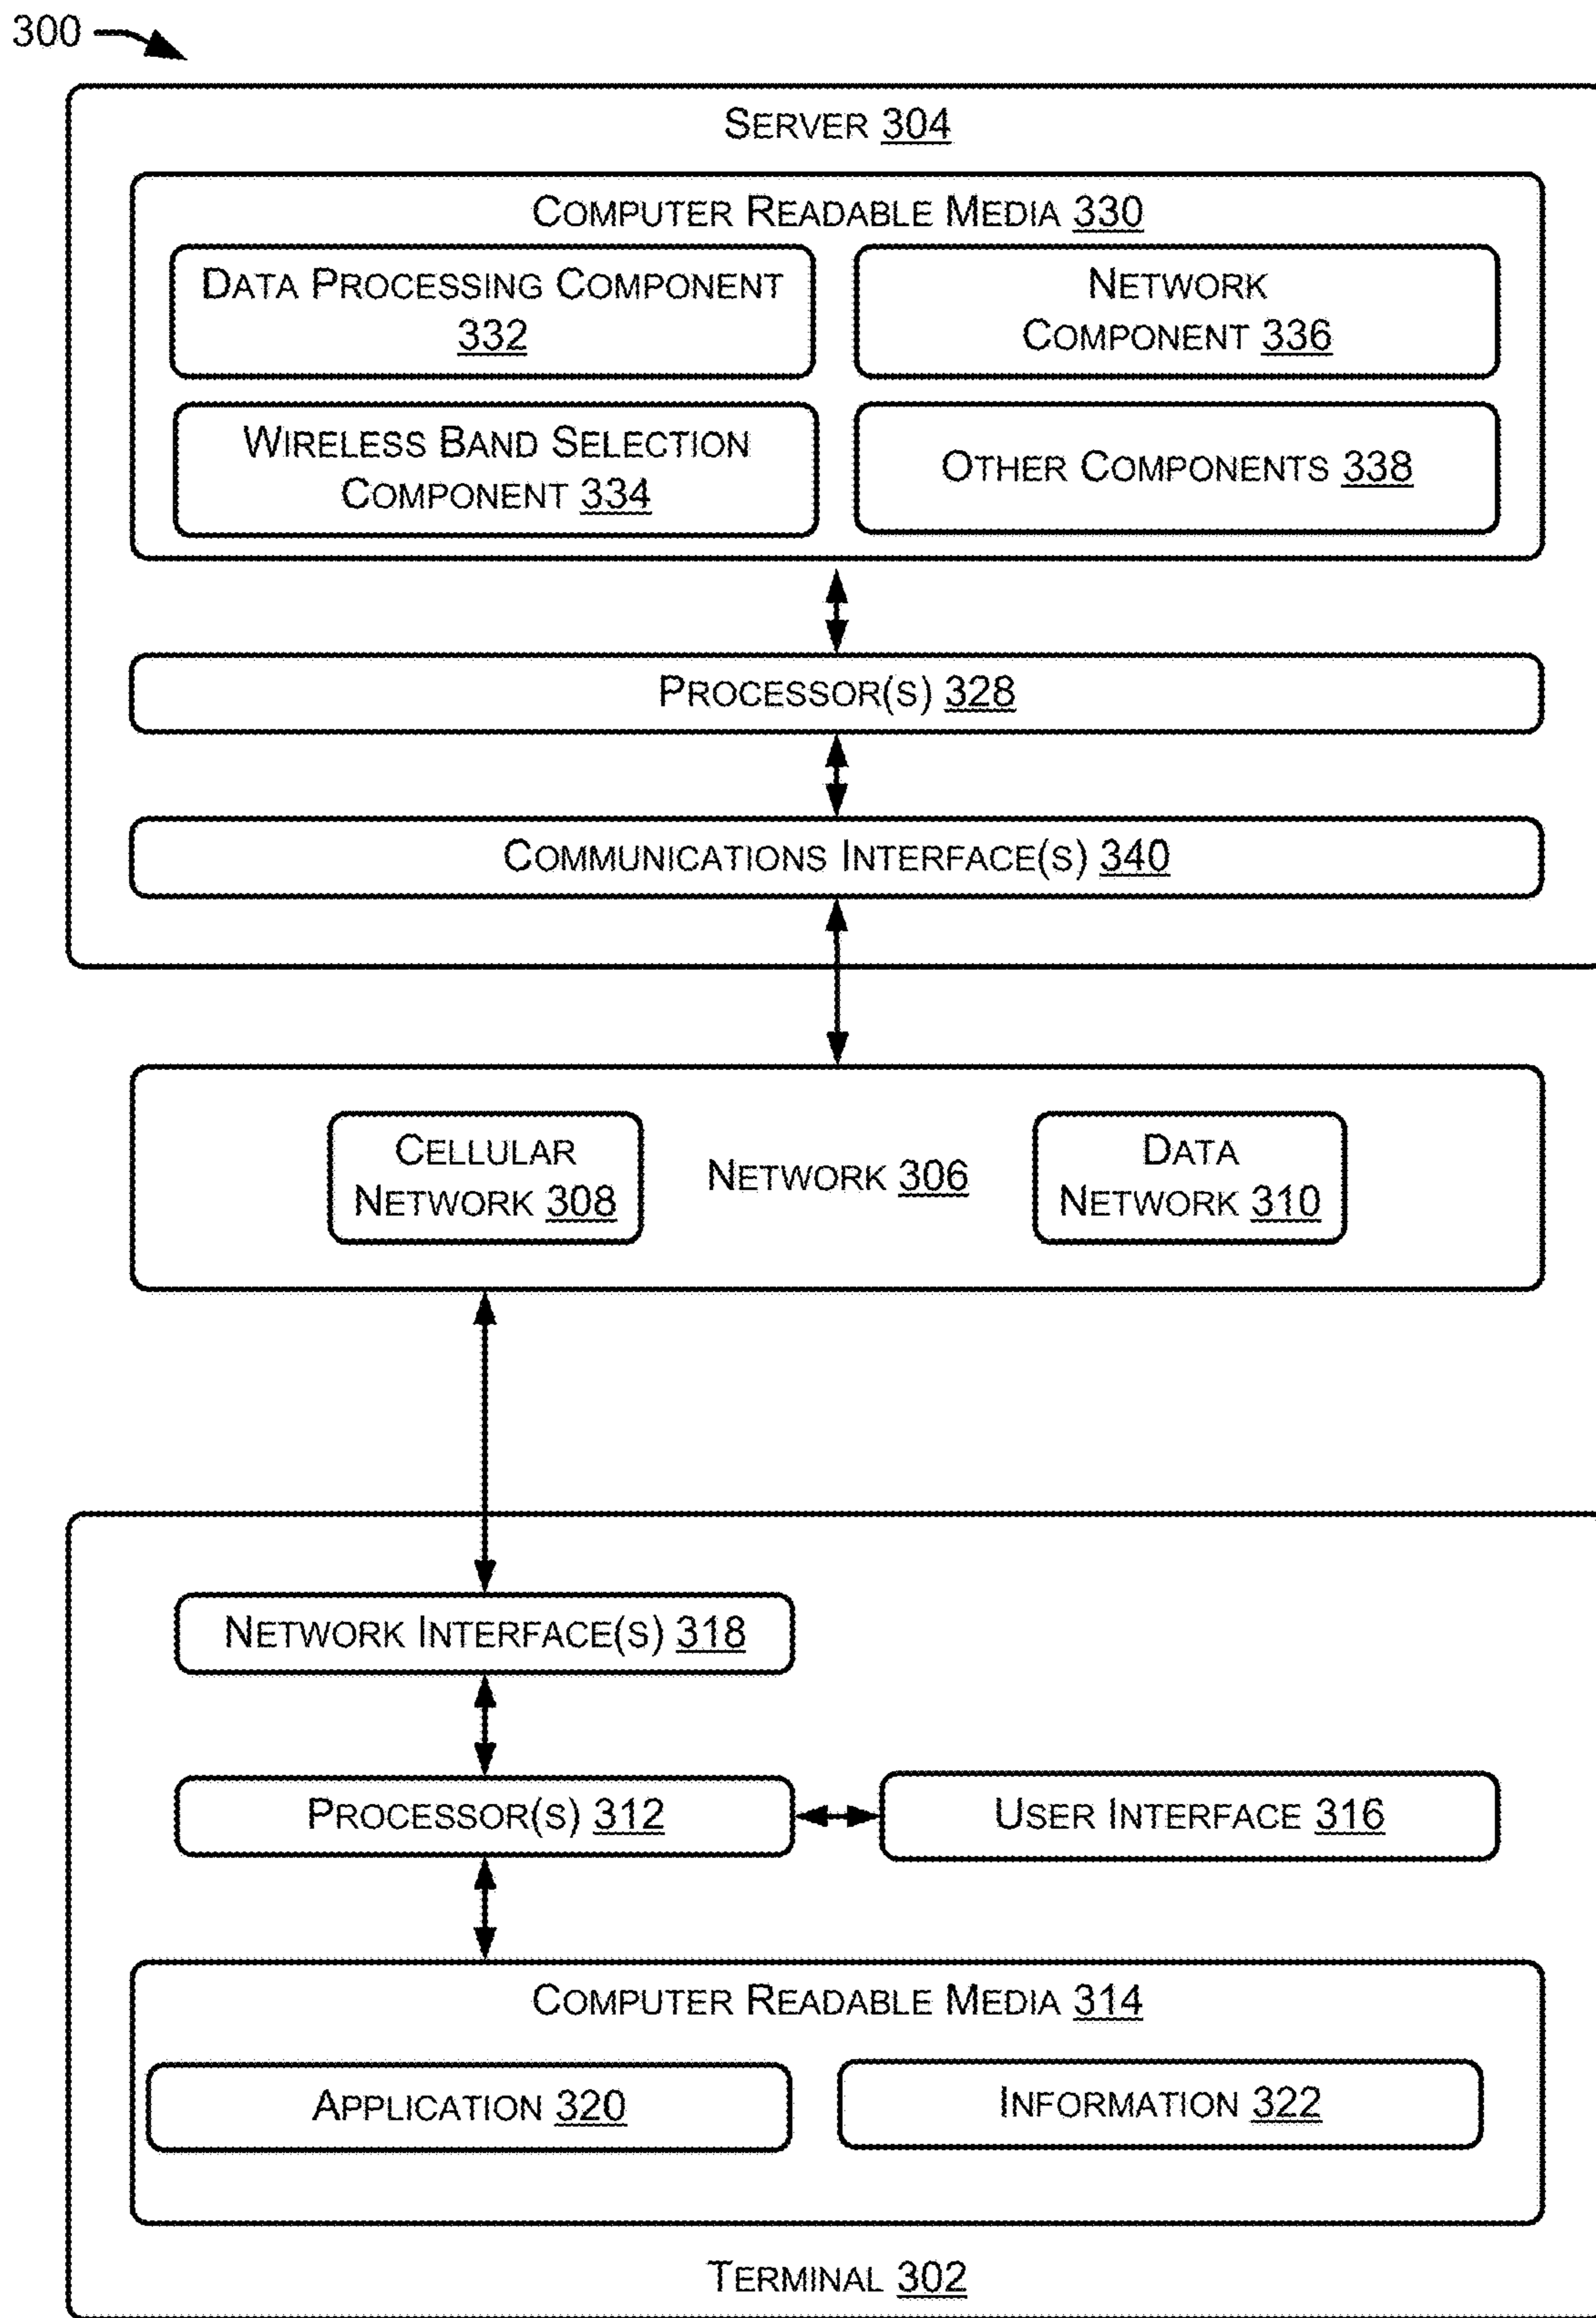 300
SERVER 304
COMPUTER READABLE MEDIA 330
DATA PROCESSING COMPONENT
332
NETWORK
COMPONENT 336
WIRELESS BAND SELECTION
COMPONENT 334
OTHER COMPONENTS 338
PROCESSOR(S) 328
COMMUNICATIONS INTERFACE(S) 340
CELLULAR
NETWORK 308
NETWORK 306
DATA
NETWORK 310
NETWORK INTERFACE(S) 318
PROCESSOR(S) 312
USER INTERFACE 316
COMPUTER READABLE MEDIA 314
APPLICATION 320
INFORMATION 322
TERMINAL 302